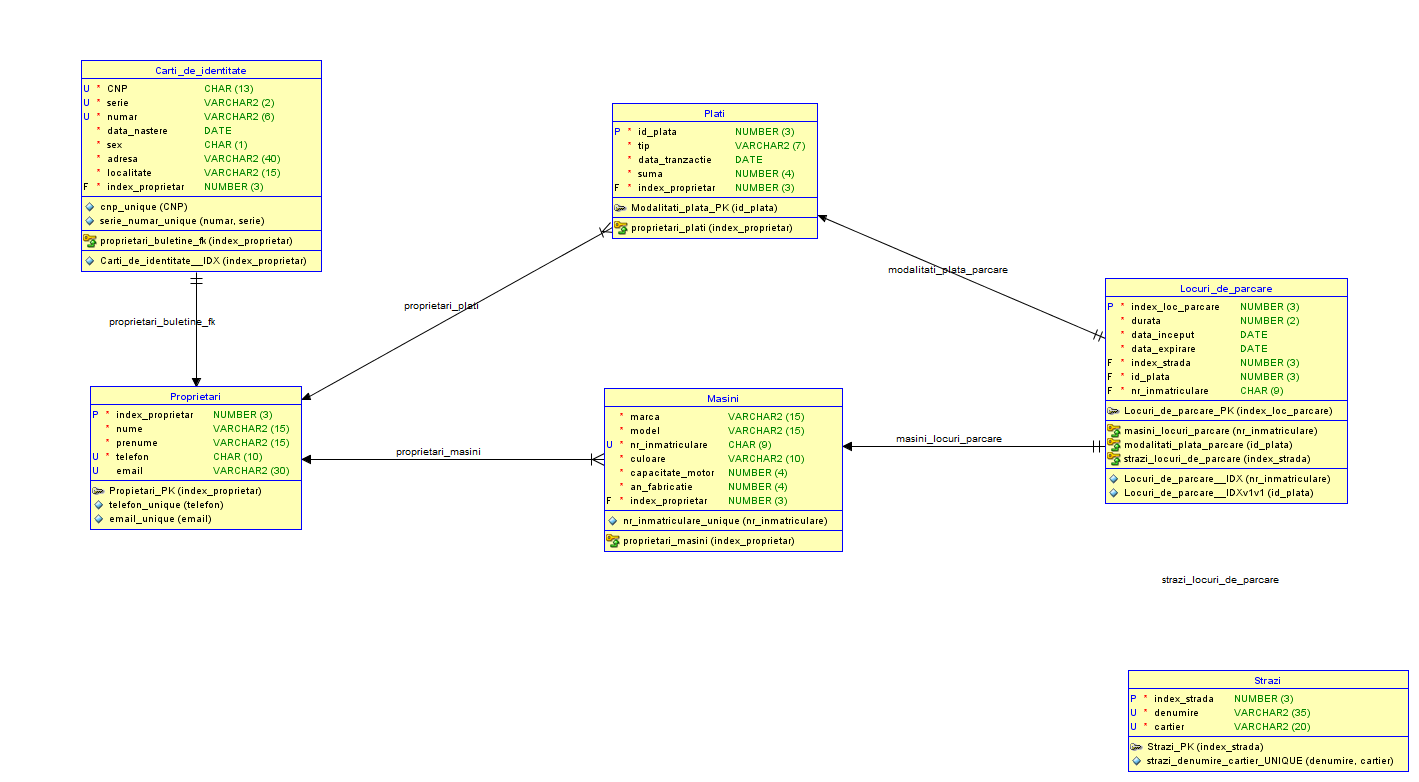 Carti_de_identitate
U * CNP CHAR (13)
U * serie VARCHAR2 (2)
U * numar VARCHAR2 (6)
* data_nastere DATE
* sex CHAR (1)
* adresa VARCHAR2 (40)
* localitate VARCHAR2 (15)
F * index_proprietar NUMBER (3)
cnp_unique (CNP)
serie_numar_unique (numar, serie)
proprietari_buletine_fk (index_proprietar)
Carti_de_identitate__IDX (index_proprietar)
Plati
P * id_plata NUMBER (3)
* tip VARCHAR2 (7)
* data_tranzactie DATE
* suma NUMBER (4)
F * index_proprietar NUMBER (3)
Modalitati_plata_PK (id_plata)
proprietari_plati (index_proprietar)
modalitati_plata_parcare
proprietari_plati
proprietari_buletine_fk
Locuri_de_parcare
P * index_loc_parcare NUMBER (3)
* durata NUMBER (2)
* data_inceput DATE
* data_expirare DATE
F * index_strada NUMBER (3)
F * id_plata NUMBER (3)
F * nr_inmatriculare CHAR (9)
Locuri_de_parcare_PK (index_loc_parcare)
masini_locuri_parcare (nr_inmatriculare)
modalitati_plata_parcare (id_plata)
strazi_locuri_de_parcare (index_strada)
Locuri_de_parcare__IDX (nr_inmatriculare)
Locuri_de_parcare__IDXv1v1 (id_plata)
Proprietari
P * index_proprietar NUMBER (3)
* nume VARCHAR2 (15)
* prenume VARCHAR2 (15)
U * telefon CHAR (10)
U email VARCHAR2 (30)
Propietari_PK (index_proprietar)
telefon_unique (telefon)
email_unique (email)
proprietari_masini
Masini
* marca VARCHAR2 (15)
* model VARCHAR2 (15)
U * nr_inmatriculare CHAR (9)
* culoare VARCHAR2 (10)
* capacitate_motor NUMBER (4)
* an_fabricatie NUMBER (4)
F * index_proprietar NUMBER (3)
nr_inmatriculare_unique (nr_inmatriculare)
proprietari_masini (index_proprietar)
masini_locuri_parcare
strazi_locuri_de_parcare
Strazi
P * index_strada NUMBER (3)
U * denumire VARCHAR2 (35)
U * cartier VARCHAR2 (20)
Strazi_PK (index_strada)
strazi_denumire_cartier_UNIQUE (denumire, cartier)